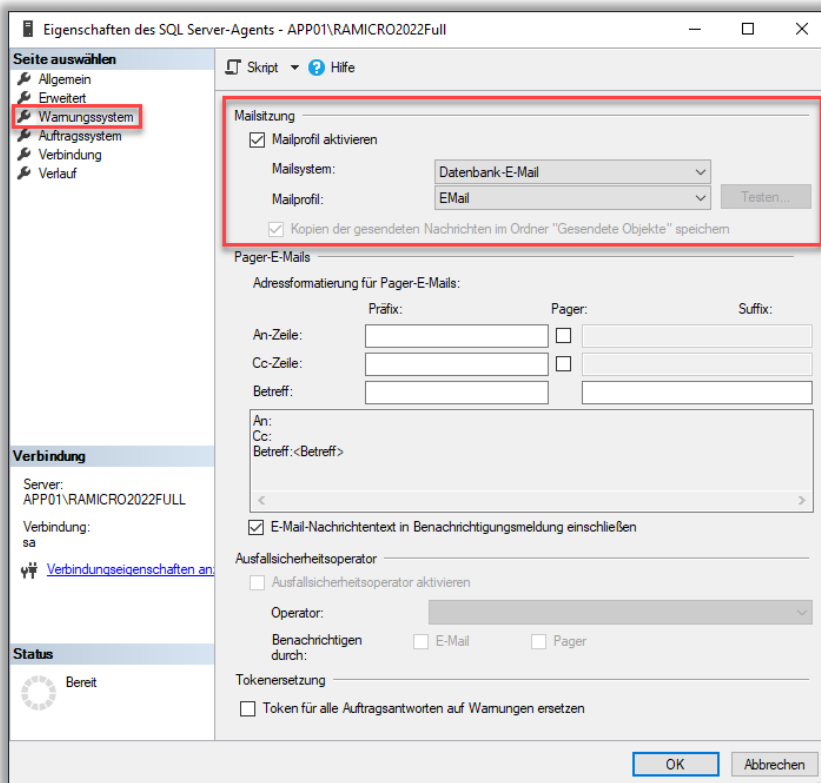 Eigenschaften des SQL Server-Agents - APP01\RAMICRO2022Full
Seite auswählen
Allgemein
Erweitert
Warnungssystem
Auftragssystem
Verbindung
Verlauf
Skript
Hilfe
Mailsitzung
Mailprofil aktivieren
Mailsystem: Datenbank-E-Mail
Mailprofil: EMail Testen...
Kopien der gesendeten Nachrichten im Ordner "Gesendete Objekte" speichern
Pager-E-Mails
Adressformatierung für Pager-E-Mails:
Präfix: Pager: Suffix:
An-Zeile:
Cc-Zeile:
Betreff:
An:
Cc:
Betreff:<Betreff>
E-Mail-Nachrichtentext in Benachrichtigungsmeldung einschließen
Ausfallsicherheitsoperator
Ausfallsicherheitsoperator aktivieren
Operator:
Benachrichtigen durch: E-Mail Pager
Tokenersetzung
Token für alle Auftragsantworten auf Warnungen ersetzen
Verbindung
Server:
APP01\RAMICRO2022FULL
Verbindung:
sa
Verbindungseigenschaften an
Status
Bereit
OK Abbrechen